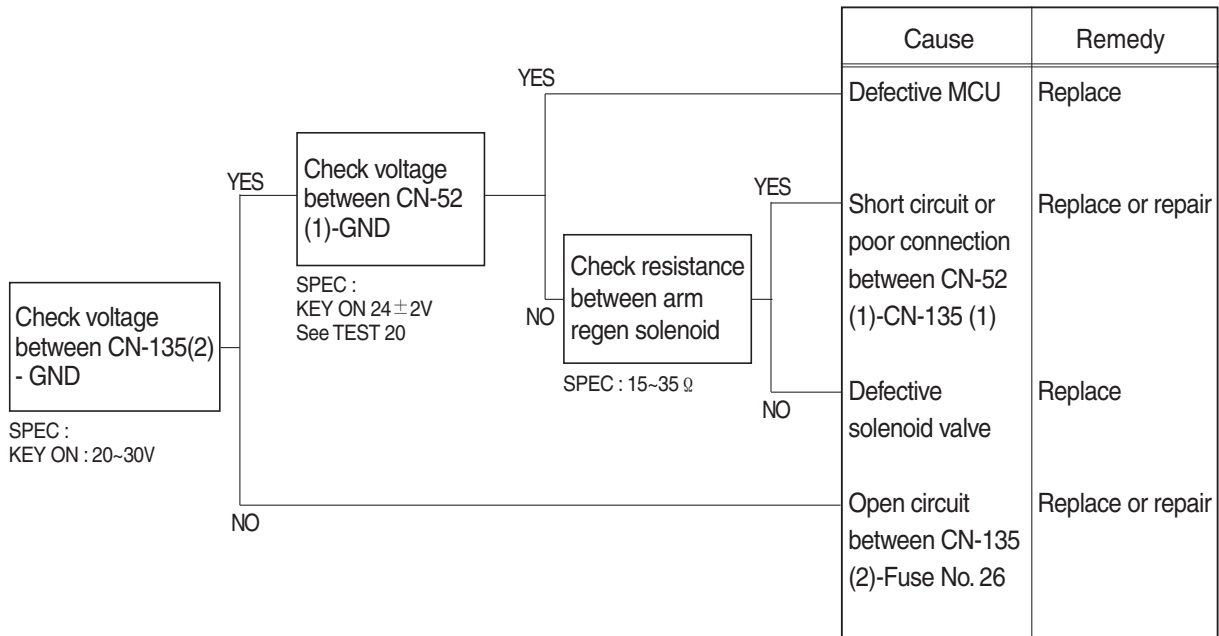 Cause
Remedy
YES
Defective MCU
Replace
Check voltage
between CN-52
(1)-GND
YES
SPEC :
KEY ON 24±2V
See TEST 20
YES
Short circuit or
poor connection
between CN-52
(1)-CN-135 (1)
Replace or repair
Check resistance
between arm
regen solenoid
NO
SPEC : 15~35 Ω
Check voltage
between CN-135(2)
- GND
SPEC :
KEY ON : 20~30V
NO
Defective
solenoid valve
Replace
NO
Open circuit
between CN-135
(2)-Fuse No. 26
Replace or repair